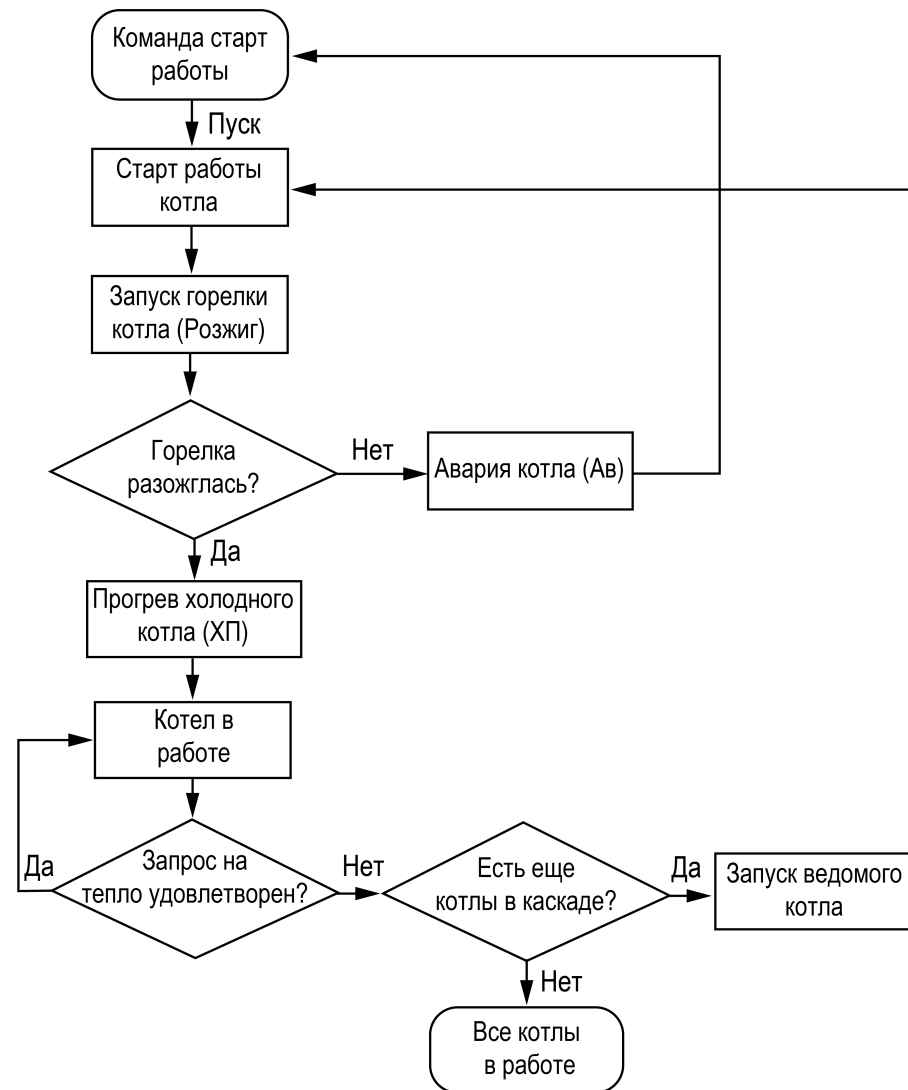 Команда старт
работы
Пуск
Старт работы
котла
Запуск горелки
котла (Розжиг)
Горелка
разожглась?
Нет
Авария котла (Ав)
Да
Прогрев холодного
котла (ХП)
Котел в
работе
Да
Запрос на
тепло удовлетворен?
Нет
Есть еще
котлы в каскаде?
Да
Запуск ведомого
котла
Нет
Все котлы
в работе